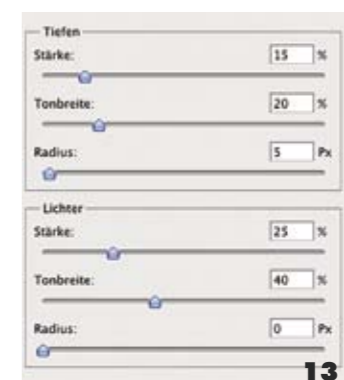 Tiefen
Stärke: 15 %
Tonbreite: 20 %
Radius: 5 Px
Lichter
Stärke: 25 %
Tonbreite: 40 %
Radius: 0 Px
13